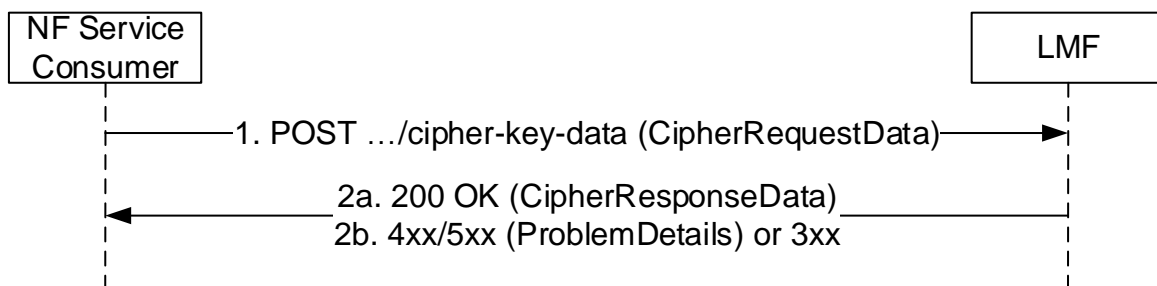 NF Service
Consumer
LMF
1. POST …/cipher-key-data (CipherRequestData)
2a. 200 OK (CipherResponseData)
2b. 4xx/5xx (ProblemDetails) or 3xx